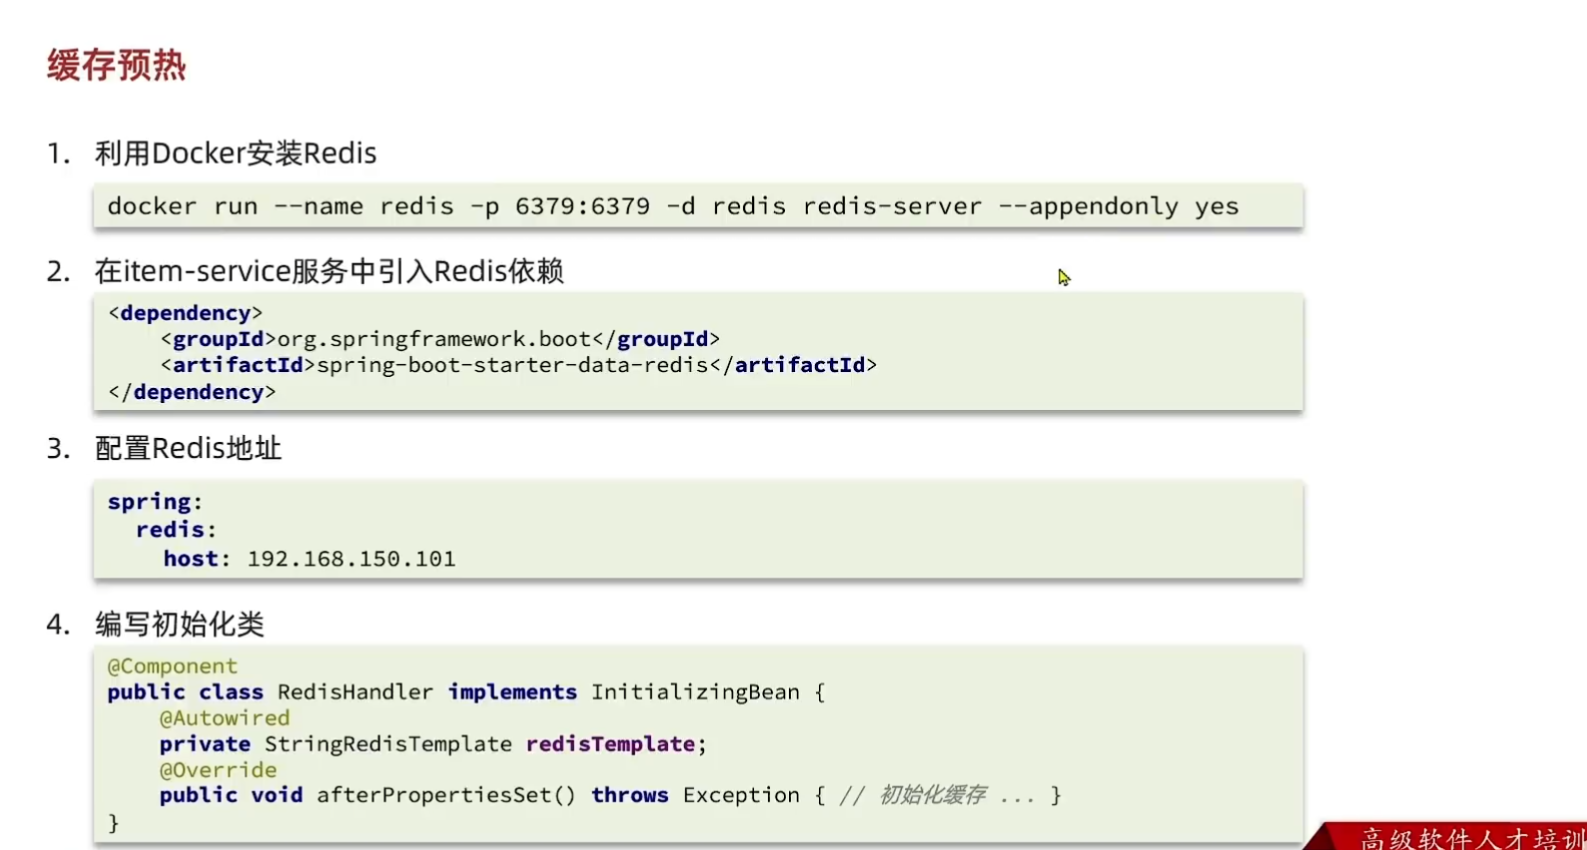 缓存预热
1. 利用Docker安装Redis
docker run --name redis -p 6379:6379 -d redis redis-server --appendonly yes
2. 在item-service服务中引入Redis依赖
<dependency>
    <groupId>org.springframework.boot</groupId>
    <artifactId>spring-boot-starter-data-redis</artifactId>
</dependency>
3. 配置Redis地址
spring:
  redis:
    host: 192.168.150.101
4. 编写初始化类
@Component
public class RedisHandler implements InitializingBean {
    @Autowired
    private StringRedisTemplate redisTemplate;
    @Override
    public void afterPropertiesSet() throws Exception { // 初始化缓存 ... }
}
高级软件人才培训